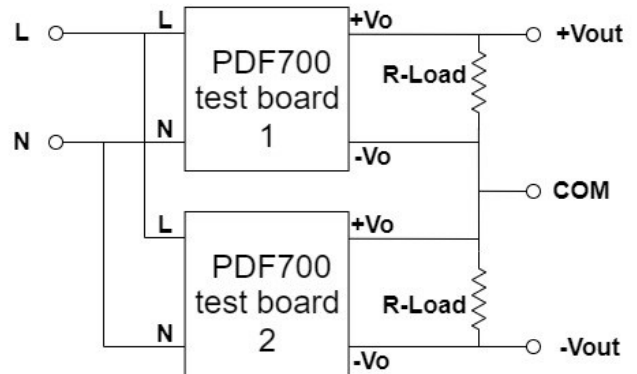 L
L
+Vo
+Vout
PDF700
test board
1
R-Load
N
N
-Vo
COM
L
+Vo
PDF700
test board
2
R-Load
N
-Vo
-Vout